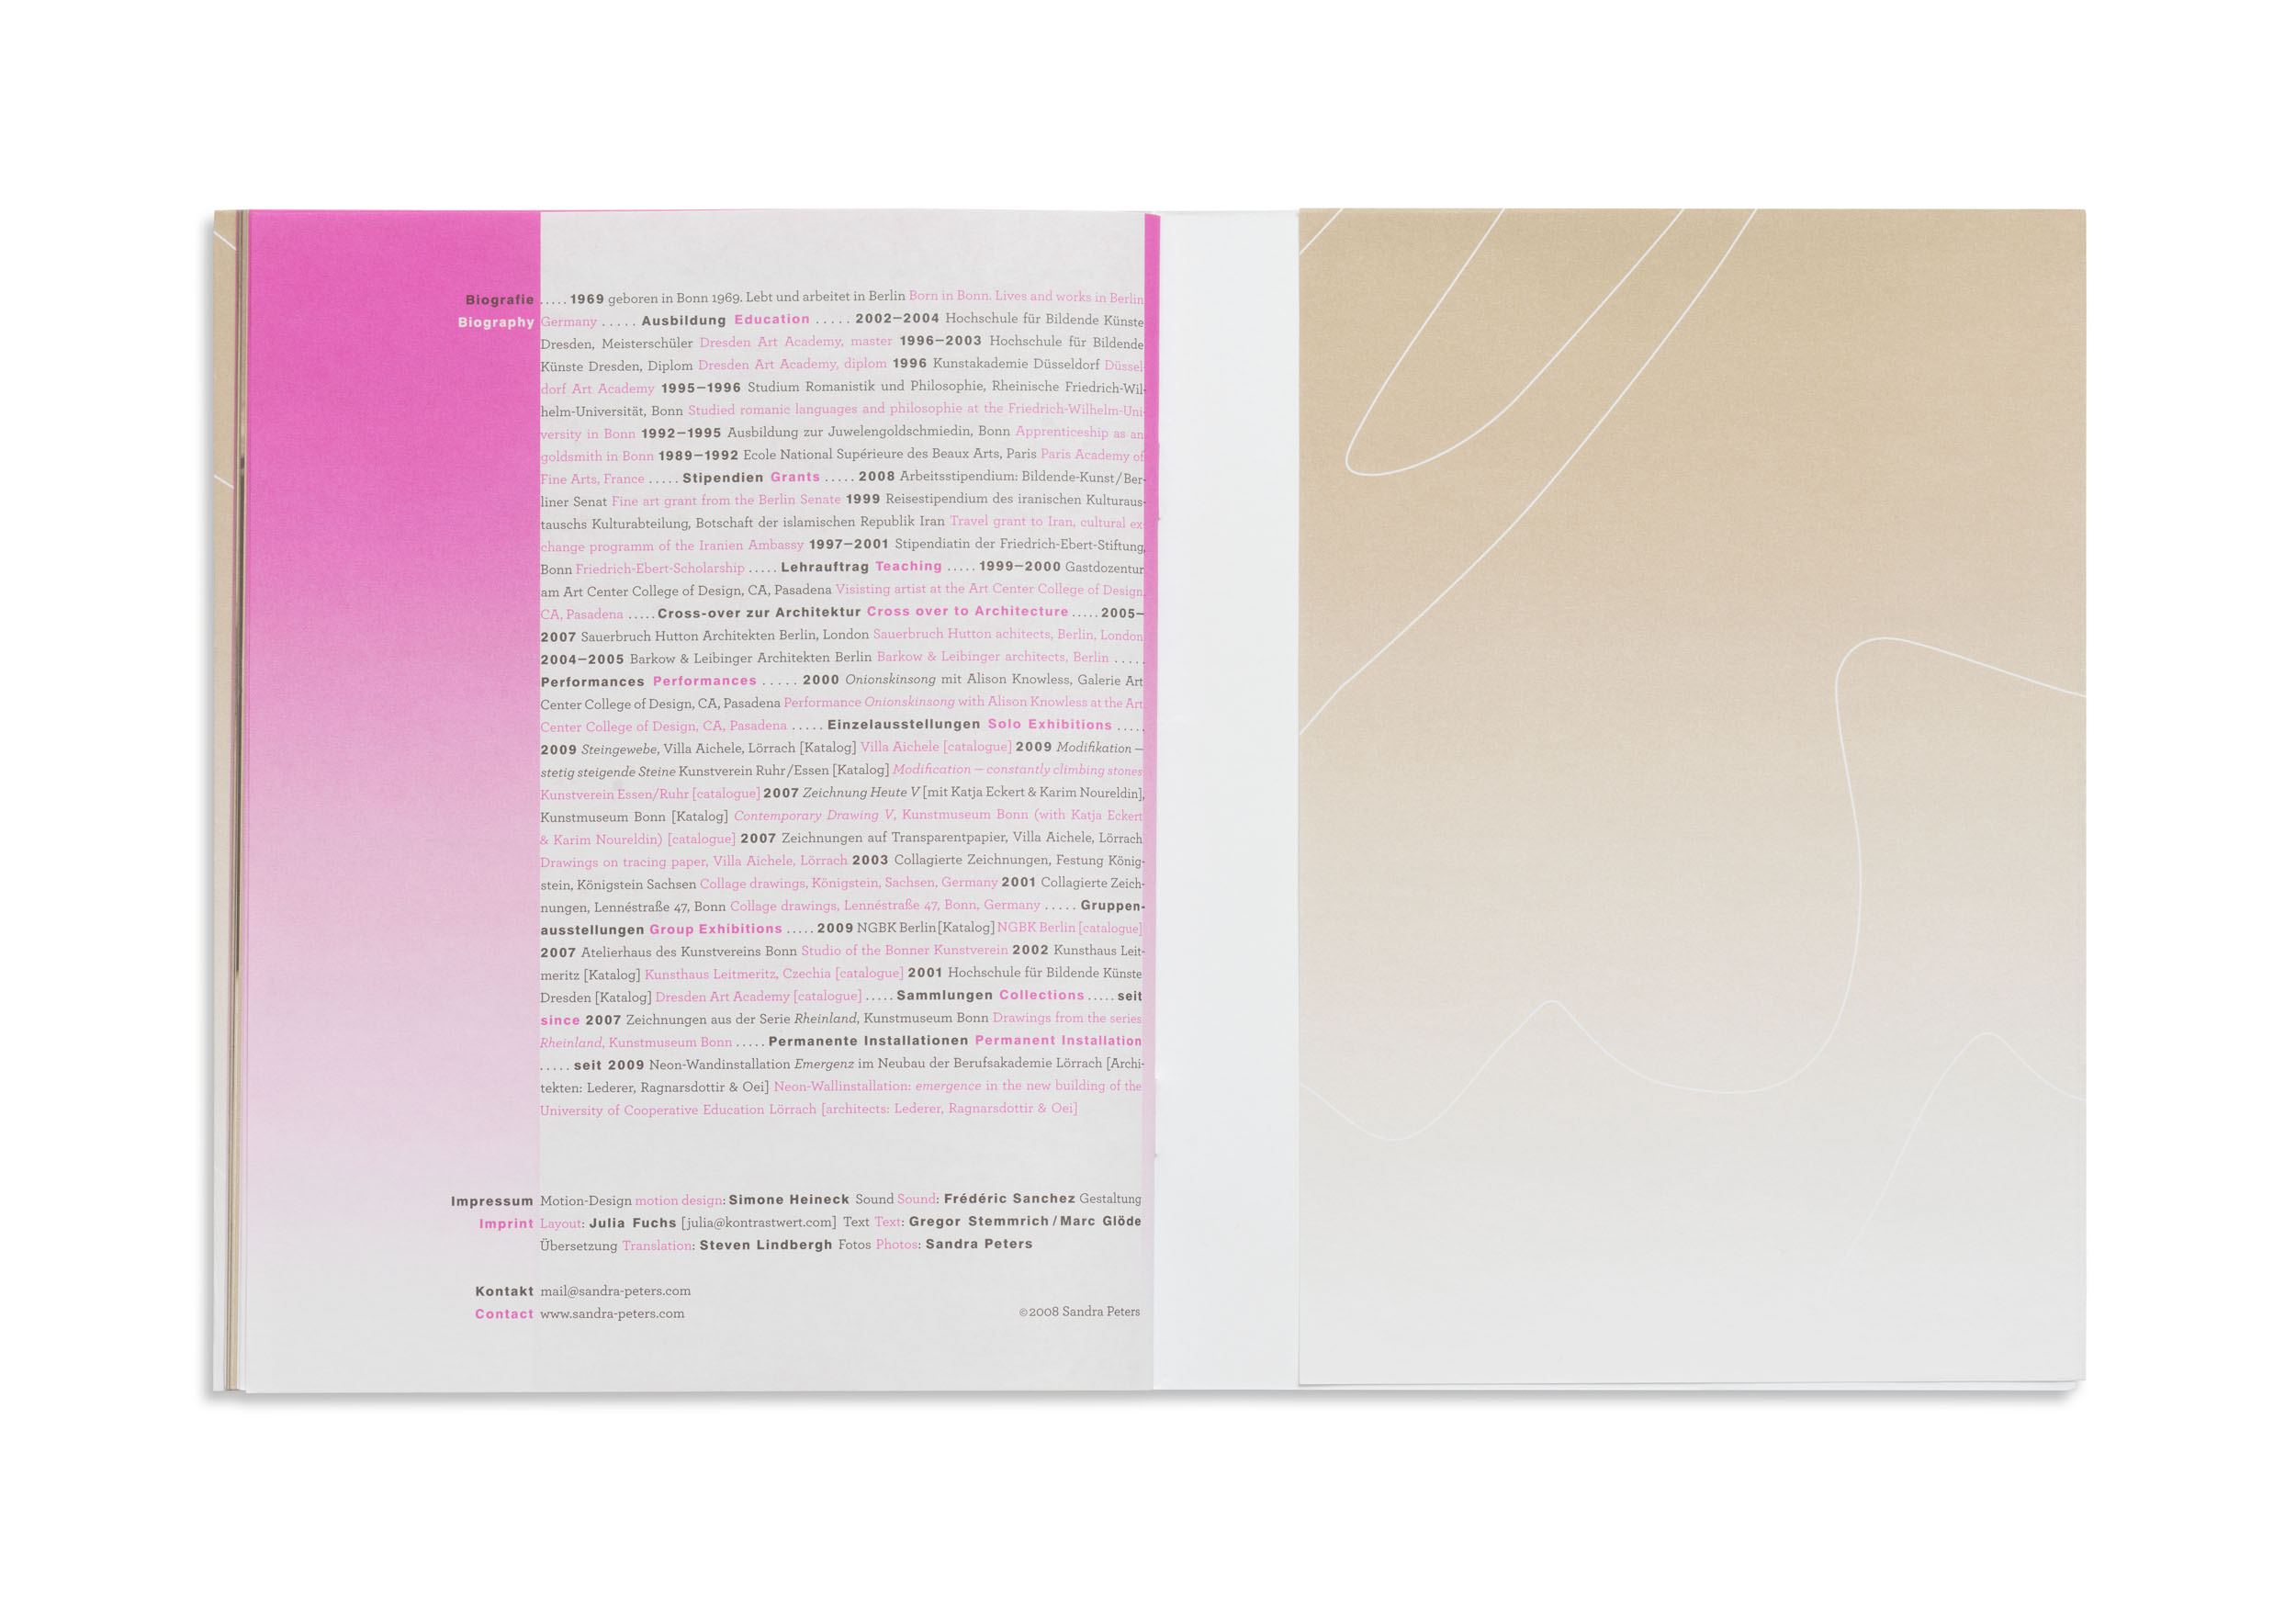 Biografie ..... 1969 geboren in Bonn 1969. Lebt und arbeitet in Berlin Born in Bonn. Lives and works in Berlin
Biography Germany ..... Ausbildung Education ..... 2002–2004 Hochschule für Bildende Künste
Dresden, Meisterschüler Dresden Art Academy, master 1996–2003 Hochschule für Bildende
Künste Dresden, Diplom Dresden Art Academy, diplom 1996 Kunstakademie Düsseldorf Düssel
dorf Art Academy 1995–1996 Studium Romanistik und Philosophie, Rheinische Friedrich-Wil-
helm-Universität, Bonn Studied romanic languages and philosophie at the Friedrich-Wilhelm-Uni-
versity in Bonn 1992–1995 Ausbildung zur Juwelengoldschmiedin, Bonn Apprenticeship as an
goldsmith in Bonn 1989–1992 Ecole National Supérieure des Beaux Arts, Paris Paris Academy of
Fine Arts, France ..... Stipendien Grants ..... 2008 Arbeitsstipendium: Bildende-Kunst/Ber-
liner Senat Fine art grant from the Berlin Senate 1999 Reisestipendium des iranischen Kulturaus-
tauschs Kulturabteilung, Botschaft der islamischen Republik Iran Travel grant to Iran, cultural ex
change programm of the Iranien Ambassy 1997–2001 Stipendiatin der Friedrich-Ebert-Stiftung,
Bonn Friedrich-Ebert-Scholarship ..... Lehrauftrag Teaching ..... 1999–2000 Gastdozentur
am Art Center College of Design, CA, Pasadena Visisting artist at the Art Center College of Design,
CA, Pasadena ..... Cross-over zur Architektur Cross over to Architecture ..... 2005–
2007 Sauerbruch Hutton Architekten Berlin, London Sauerbruch Hutton achitects, Berlin, London
2004–2005 Barkow & Leibinger Architekten Berlin Barkow & Leibinger architects, Berlin .....
Performances Performances ..... 2000 Onionskinsong mit Alison Knowless, Galerie Art
Center College of Design, CA, Pasadena Performance Onionskinsong with Alison Knowless at the Art
Center College of Design, CA, Pasadena ..... Einzelausstellungen Solo Exhibitions .....
2009 Steingewebe, Villa Aichele, Lörrach [Katalog] Villa Aichele [catalogue] 2009 Modifikation –
stetig steigende Steine Kunstverein Ruhr/Essen [Katalog] Modification – constantly climbing stones
Kunstverein Essen/Ruhr [catalogue] 2007 Zeichnung Heute V [mit Katja Eckert & Karim Noureldin],
Kunstmuseum Bonn [Katalog] Contemporary Drawing V, Kunstmuseum Bonn (with Katja Eckert
& Karim Noureldin) [catalogue] 2007 Zeichnungen auf Transparentpapier, Villa Aichele, Lörrach
Drawings on tracing paper, Villa Aichele, Lörrach 2003 Collagierte Zeichnungen, Festung König-
stein, Königstein Sachsen Collage drawings, Königstein, Sachsen, Germany 2001 Collagierte Zeich-
nungen, Lennéstraße 47, Bonn Collage drawings, Lennéstraße 47, Bonn, Germany ..... Gruppen-
ausstellungen Group Exhibitions ..... 2009 NGBK Berlin [Katalog] NGBK Berlin [catalogue]
2007 Atelierhaus des Kunstvereins Bonn Studio of the Bonner Kunstverein 2002 Kunsthaus Leit-
meritz [Katalog] Kunsthaus Leitmeritz, Czechia [catalogue] 2001 Hochschule für Bildende Künste
Dresden [Katalog] Dresden Art Academy [catalogue] ..... Sammlungen Collections ..... seit
since 2007 Zeichnungen aus der Serie Rheinland, Kunstmuseum Bonn Drawings from the series
Rheinland, Kunstmuseum Bonn ..... Permanente Installationen Permanent Installation
..... seit 2009 Neon-Wandinstallation Emergenz im Neubau der Berufsakademie Lörrach [Archi-
tekten: Lederer, Ragnarsdottir & Oei] Neon-Wallinstallation: emergence in the new building of the
University of Cooperative Education Lörrach [architects: Lederer, Ragnarsdottir & Oei]
Impressum Motion-Design motion design: Simone Heineck Sound Sound: Frédéric Sanchez Gestaltung
Imprint Layout: Julia Fuchs [julia@kontrastwert.com] Text Text: Gregor Stemmrich / Marc Glöde
Übersetzung Translation: Steven Lindbergh Fotos Photos: Sandra Peters
Kontakt mail@sandra-peters.com
Contact www.sandra-peters.com ©2008 Sandra Peters